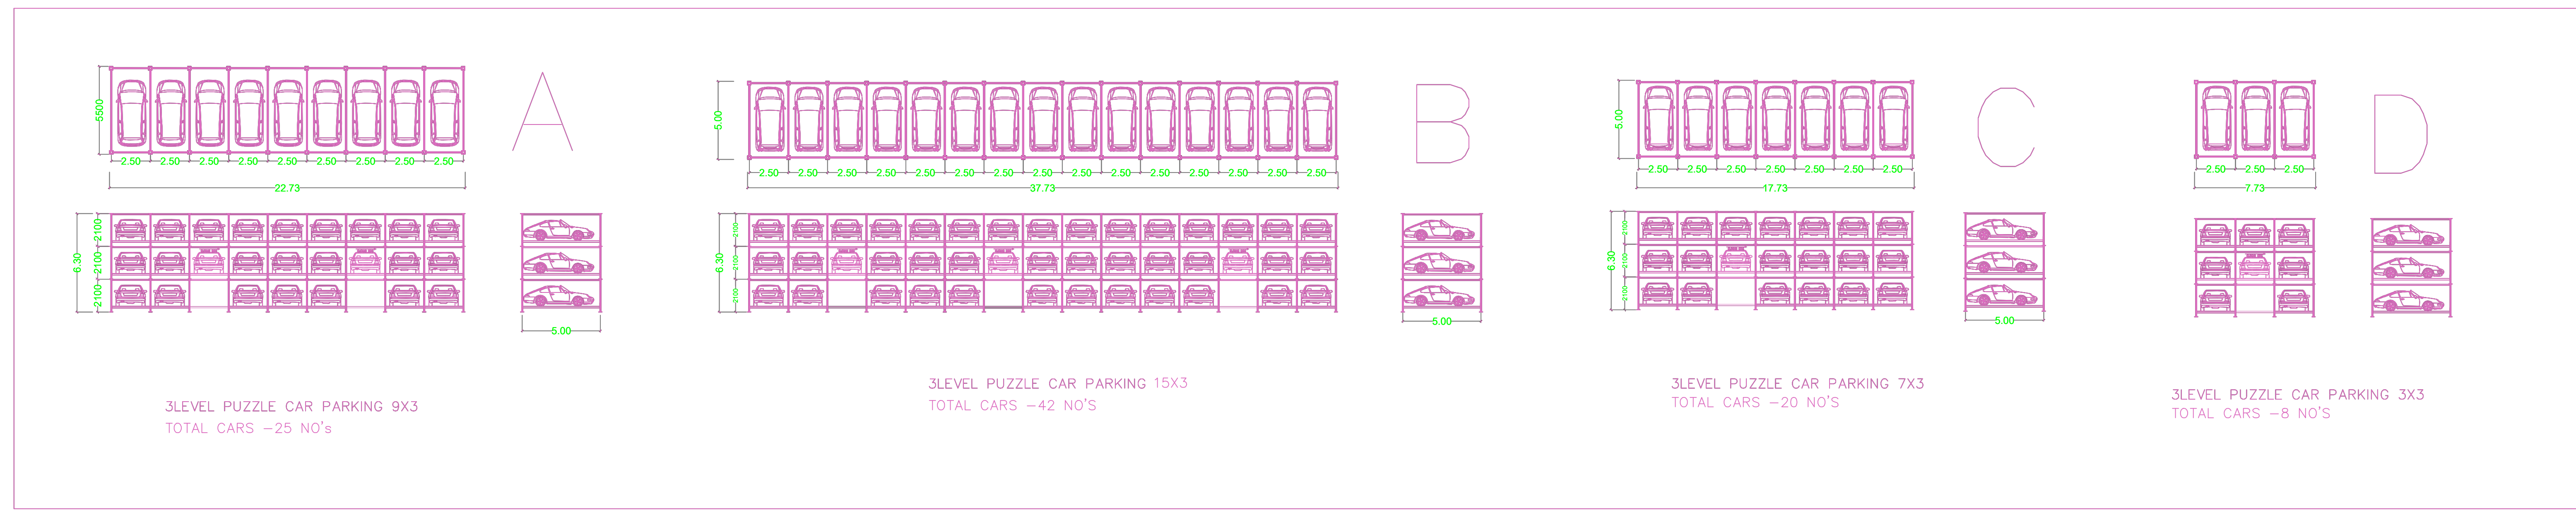 A
5500
2.50 2.50 2.50 2.50 2.50 2.50 2.50 2.50 2.50
22.73
6.30
2100
2100
2100
5.00
3LEVEL PUZZLE CAR PARKING 9X3
TOTAL CARS -25 NO's
B
5.00
2.50 2.50 2.50 2.50 2.50 2.50 2.50 2.50 2.50 2.50 2.50 2.50 2.50 2.50 2.50
37.73
6.30
2100
2100
2100
5.00
3LEVEL PUZZLE CAR PARKING 15X3
TOTAL CARS -42 NO'S
C
5.00
2.50 2.50 2.50 2.50 2.50 2.50 2.50
17.73
6.30
2100
2100
2100
5.00
3LEVEL PUZZLE CAR PARKING 7X3
TOTAL CARS -20 NO'S
D
2.50 2.50 2.50
7.73
3LEVEL PUZZLE CAR PARKING 3X3
TOTAL CARS -8 NO'S